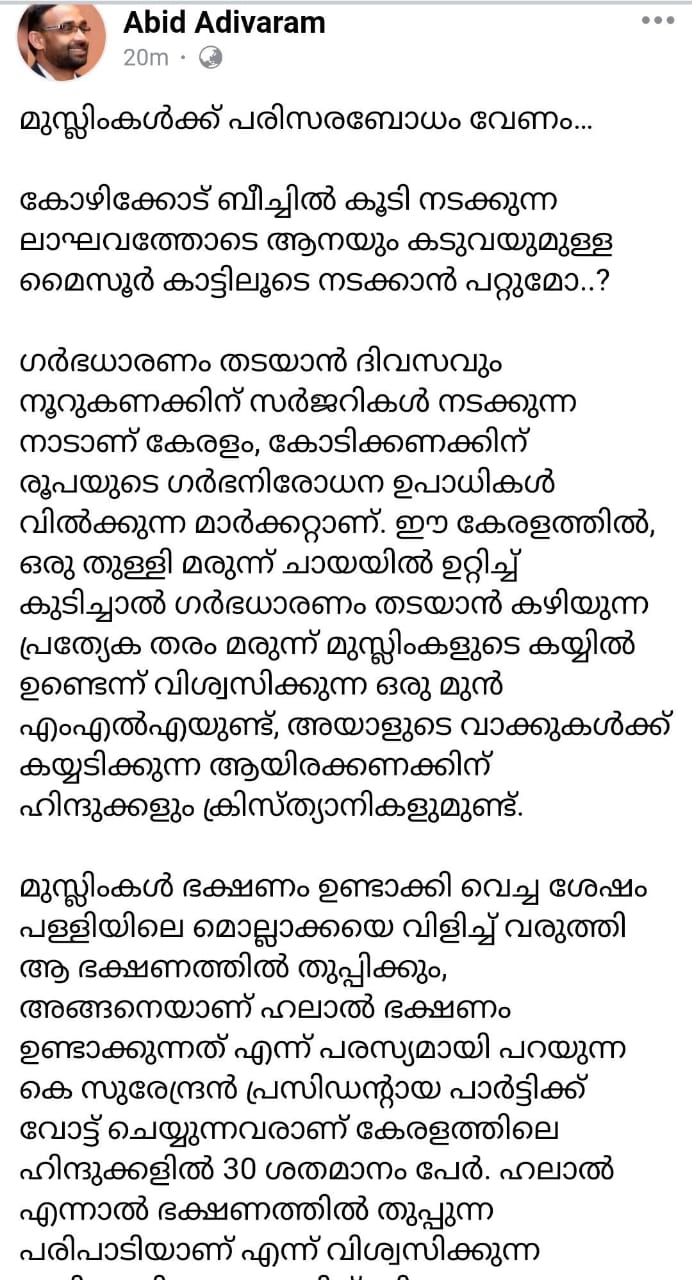 Abid Adivaram
20m
മുസ്ലിംകൾക്ക് പരിസരബോധം വേണം...
കോഴിക്കോട് ബീച്ചിൽ കൂടി നടക്കുന്ന
ലാഘവത്തോടെ ആനയും കടുവയുമുള്ള
മൈസൂർ കാട്ടിലൂടെ നടക്കാൻ പറ്റുമോ..?
ഗർഭധാരണം തടയാൻ ദിവസവും
നൂറുകണക്കിന് സർജറികൾ നടക്കുന്ന
നാടാണ് കേരളം, കോടിക്കണക്കിന്
രൂപയുടെ ഗർഭനിരോധന ഉപാധികൾ
വിൽക്കുന്ന മാർക്കറ്റാണ്. ഈ കേരളത്തിൽ,
ഒരു തുള്ളി മരുന്ന് ചായയിൽ ഉറ്റിച്ച്
കുടിച്ചാൽ ഗർഭധാരണം തടയാൻ കഴിയുന്ന
പ്രത്യേക തരം മരുന്ന് മുസ്ലിംകളുടെ കയ്യിൽ
ഉണ്ടെന്ന് വിശ്വസിക്കുന്ന ഒരു മുൻ
എംഎൽഎയുണ്ട്, അയാളുടെ വാക്കുകൾക്ക്
കയ്യടിക്കുന്ന ആയിരക്കണക്കിന്
ഹിന്ദുക്കളും ക്രിസ്ത്യാനികളുമുണ്ട്.
മുസ്ലിംകൾ ഭക്ഷണം ഉണ്ടാക്കി വെച്ച ശേഷം
പള്ളിയിലെ മൊല്ലാക്കയെ വിളിച്ച് വരുത്തി
ആ ഭക്ഷണത്തിൽ തുപ്പിക്കും,
അങ്ങനെയാണ് ഹലാൽ ഭക്ഷണം
ഉണ്ടാക്കുന്നത് എന്ന് പരസ്യമായി പറയുന്ന
കെ സുരേന്ദ്രൻ പ്രസിഡന്റായ പാർട്ടിക്ക്
വോട്ട് ചെയ്യുന്നവരാണ് കേരളത്തിലെ
ഹിന്ദുക്കളിൽ 30 ശതമാനം പേർ. ഹലാൽ
എന്നാൽ ഭക്ഷണത്തിൽ തുപ്പുന്ന
പരിപാടിയാണ് എന്ന് വിശ്വസിക്കുന്ന